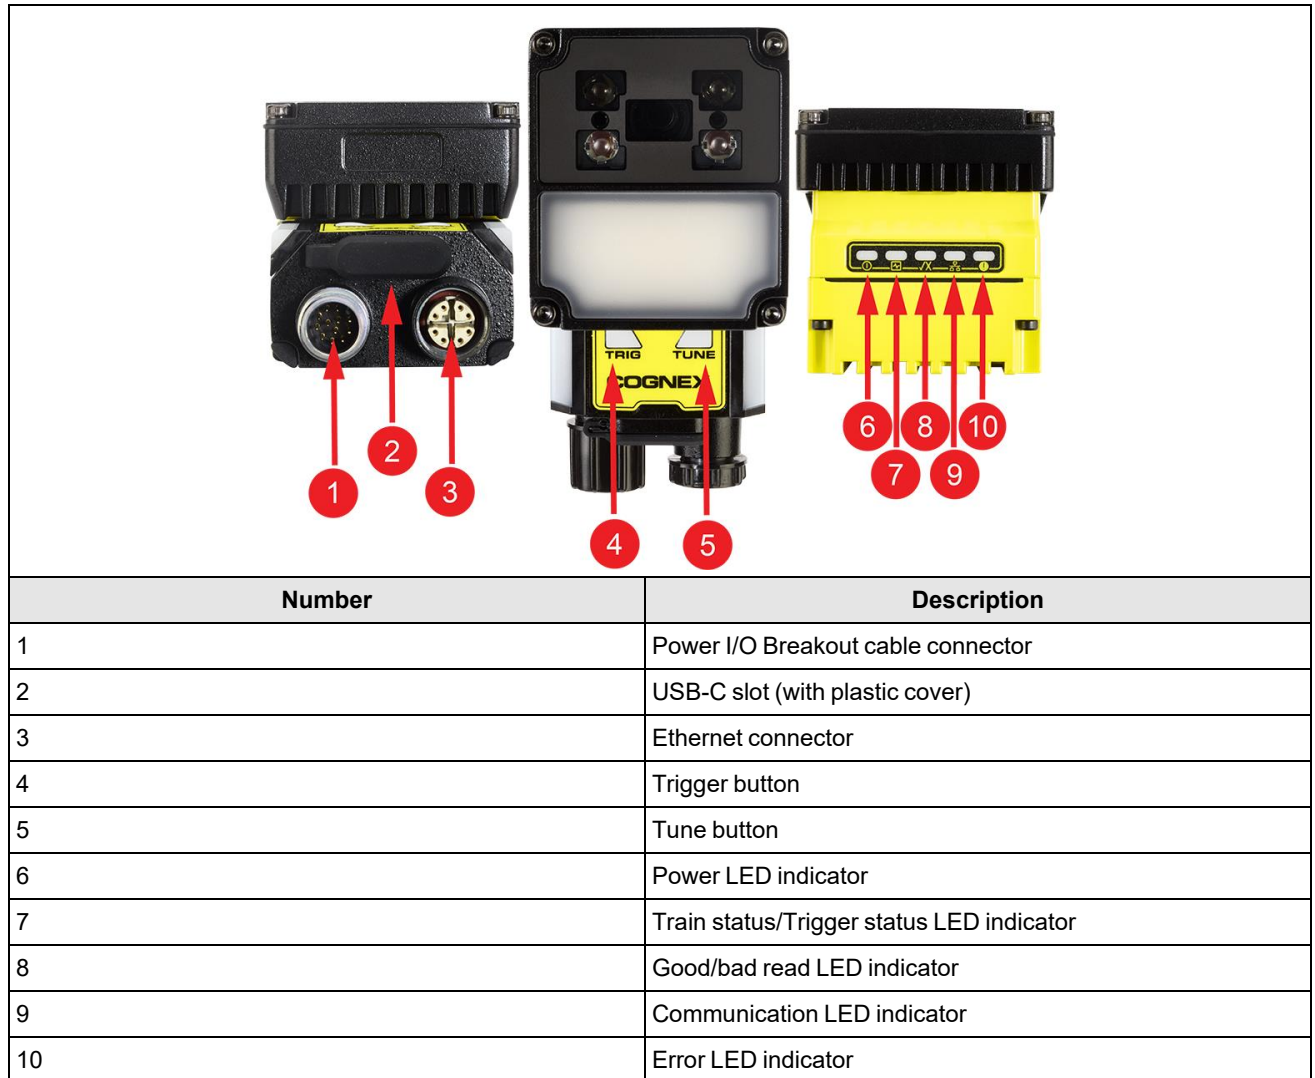 TRIG TUNE
COGNEX
1
2
3
4
5
6
7
8
9
10
Number Description
1 Power I/O Breakout cable connector
2 USB-C slot (with plastic cover)
3 Ethernet connector
4 Trigger button
5 Tune button
6 Power LED indicator
7 Train status/Trigger status LED indicator
8 Good/bad read LED indicator
9 Communication LED indicator
10 Error LED indicator